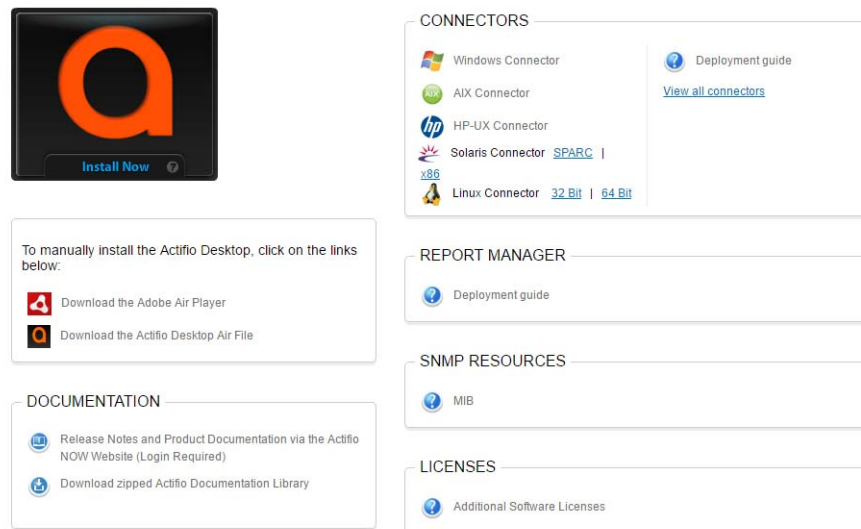 Install Now
To manually install the Actifio Desktop, click on the links
below:
Download the Adobe Air Player
Download the Actifio Desktop Air File
DOCUMENTATION
Release Notes and Product Documentation via the Actifio
NOW Website (Login Required)
Download zipped Actifio Documentation Library
CONNECTORS
Windows Connector
AIX Connector
HP-UX Connector
Solaris Connector SPARC |
x86
Linux Connector 32 Bit | 64 Bit
Deployment guide
View all connectors
REPORT MANAGER
Deployment guide
SNMP RESOURCES
MIB
LICENSES
Additional Software Licenses